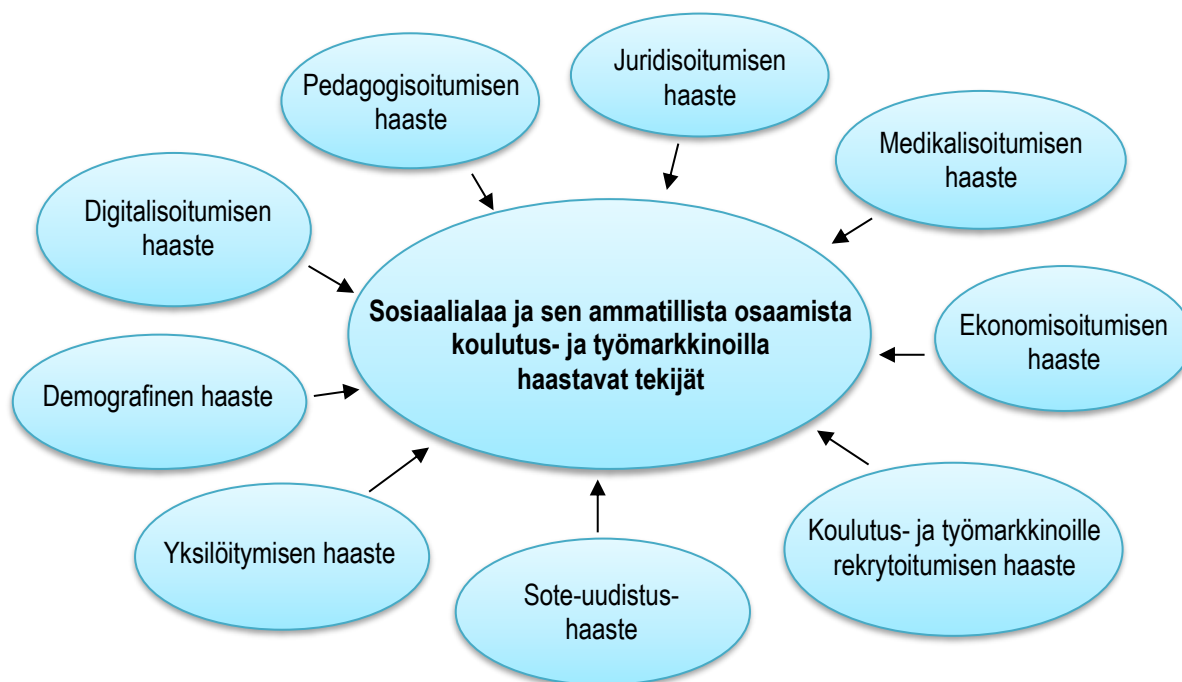 Juridisoitumisen
haaste
Pedagogisoitumisen
haaste
Medikalisoitumisen
haaste
Digitalisoitumisen
haaste
Sosiaalialaa ja sen ammatillista osaamista
koulutus- ja työmarkkinoilla
haastavat tekijät
Ekonomisoitumisen
haaste
Demografinen haaste
Yksilöitymisen haaste
Koulutus- ja työmarkkinoille
rekrytoitumisen haaste
Sote-uudistus-
haaste